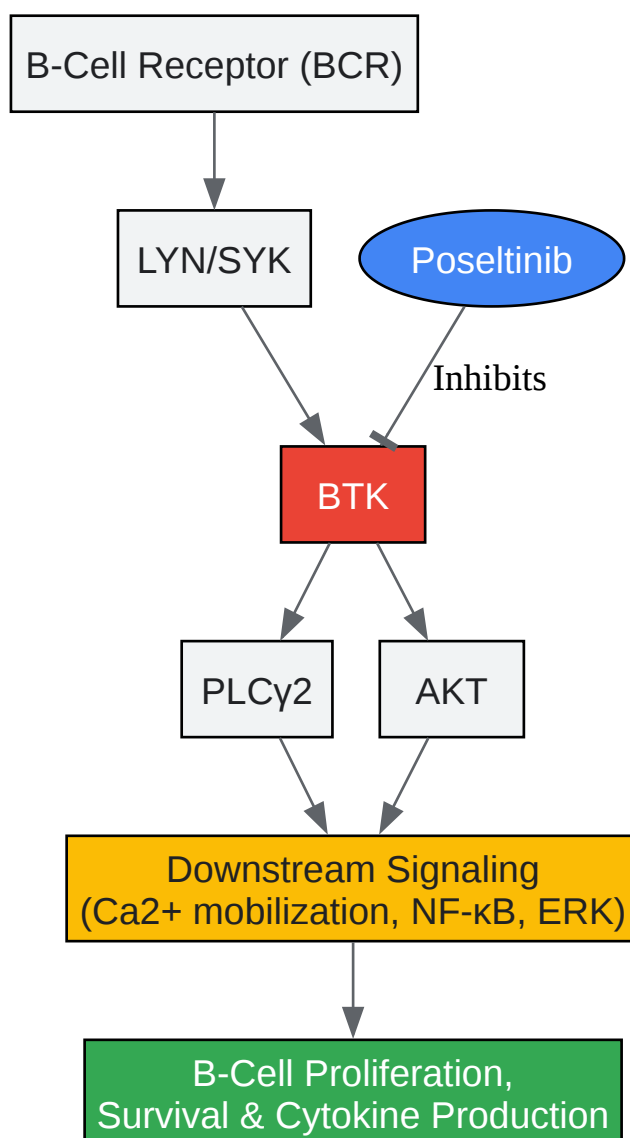 B-Cell Receptor (BCR)
LYN/SYK
Poseltinib
Inhibits
BTK
PLCγ2
AKT
Downstream Signaling
(Ca2+ mobilization, NF-κB, ERK)
B-Cell Proliferation,
Survival & Cytokine Production